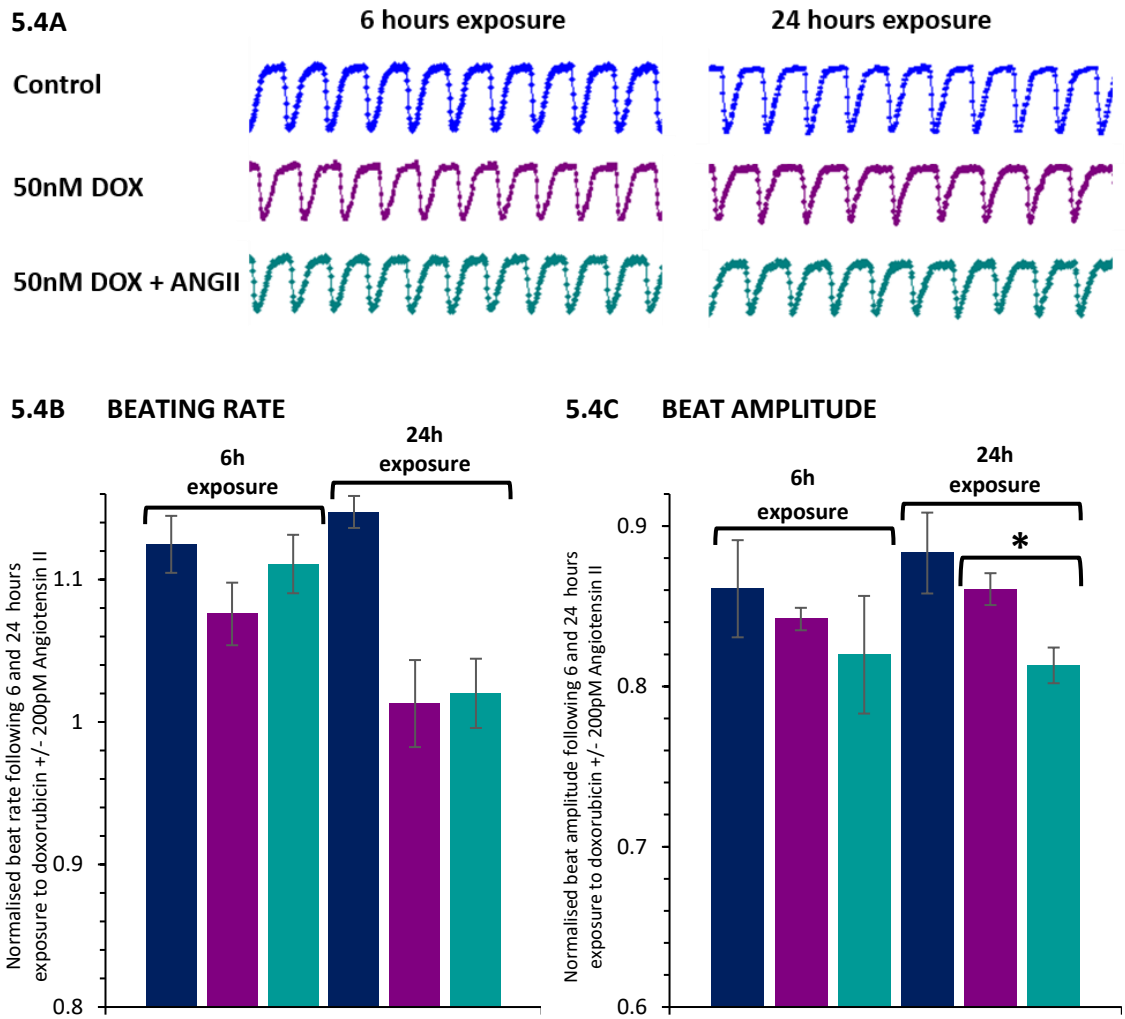 5.4A
6 hours exposure
24 hours exposure
Control
50nM DOX
50nM DOX + ANGII
5.4B BEATING RATE
6h
exposure
24h
exposure
Normalised beat rate following 6 and 24 hours
exposure to doxorubicin +/- 200pM Angiotensin II
1.1
1
0.9
0.8
5.4C BEAT AMPLITUDE
6h
exposure
24h
exposure
*
Normalised beat amplitude following 6 and 24 hours
exposure to doxorubicin +/- 200pM Angiotensin II
0.9
0.8
0.7
0.6